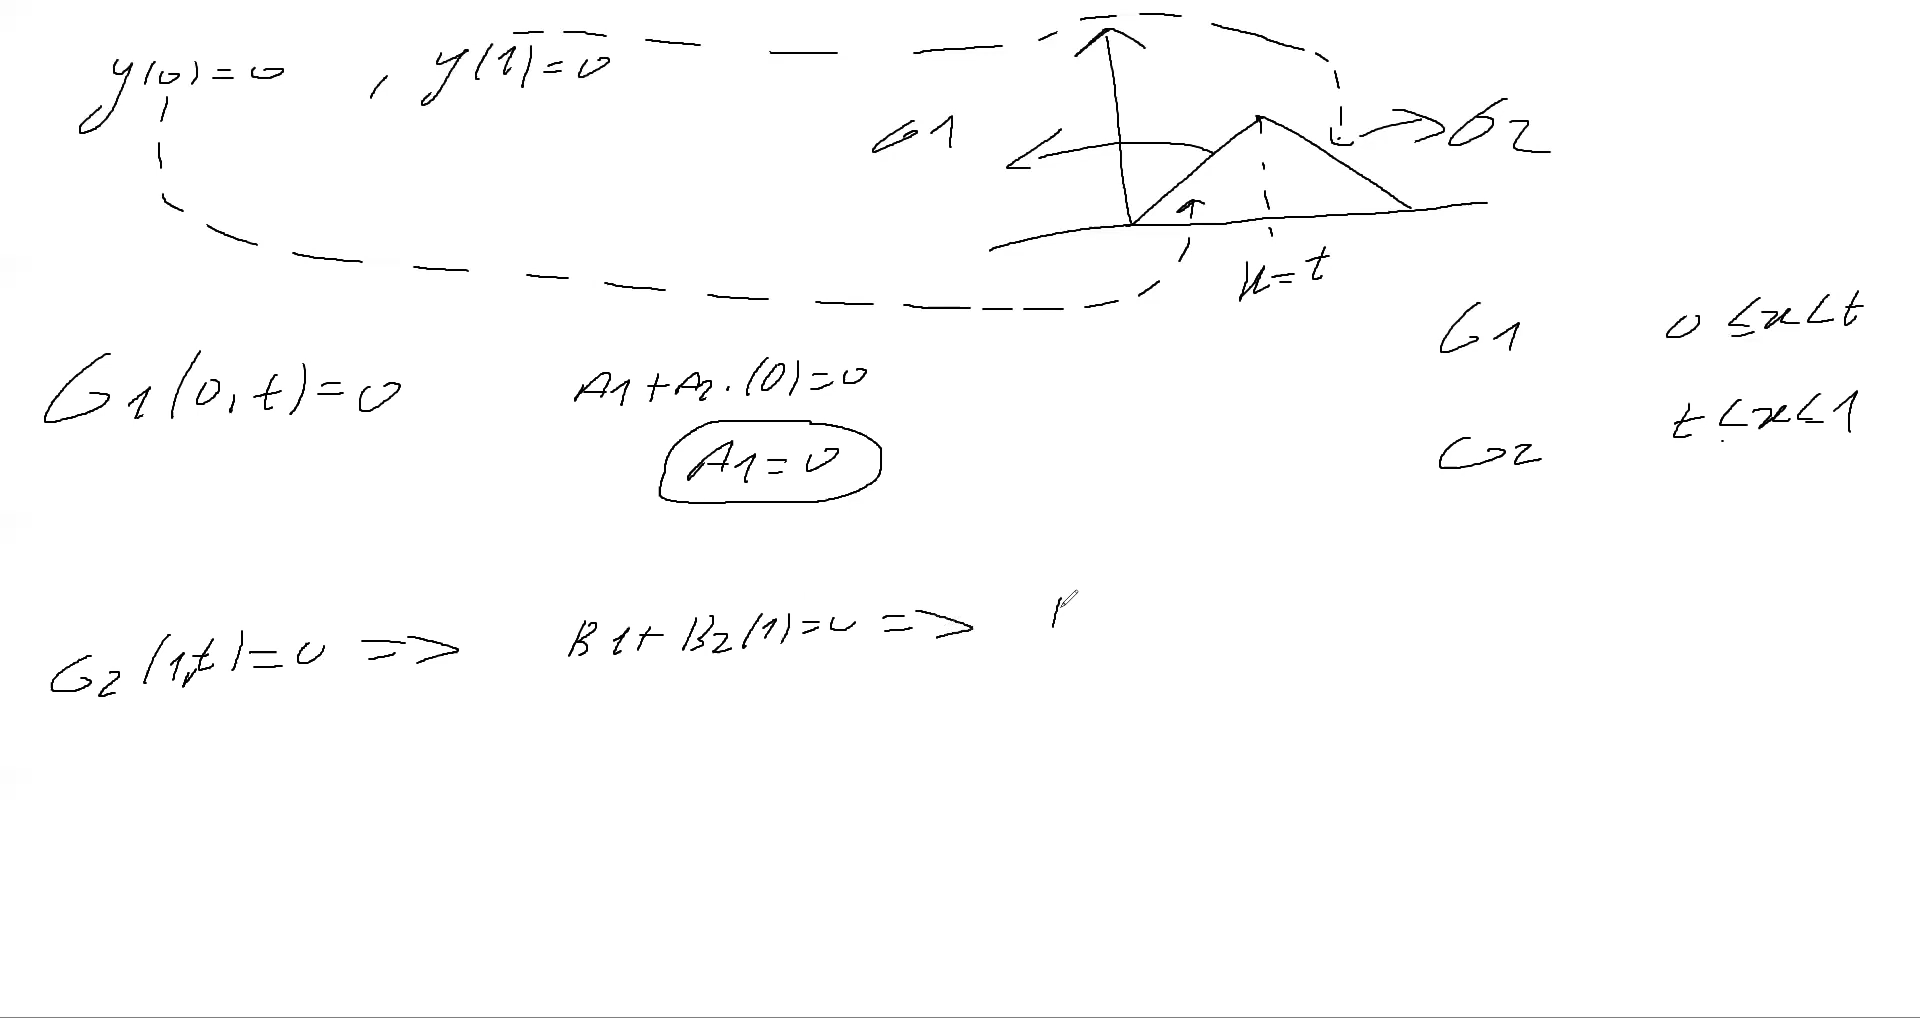 y(0)=0 , y(1)=0
G1
G2
x=t
G1 0≤x<t
G1(0,t)=0 A1+A2.(0)=0
G2 t≤x≤1
A1=0
G2(1,t)=0 => B1+B2(1)=0 =>